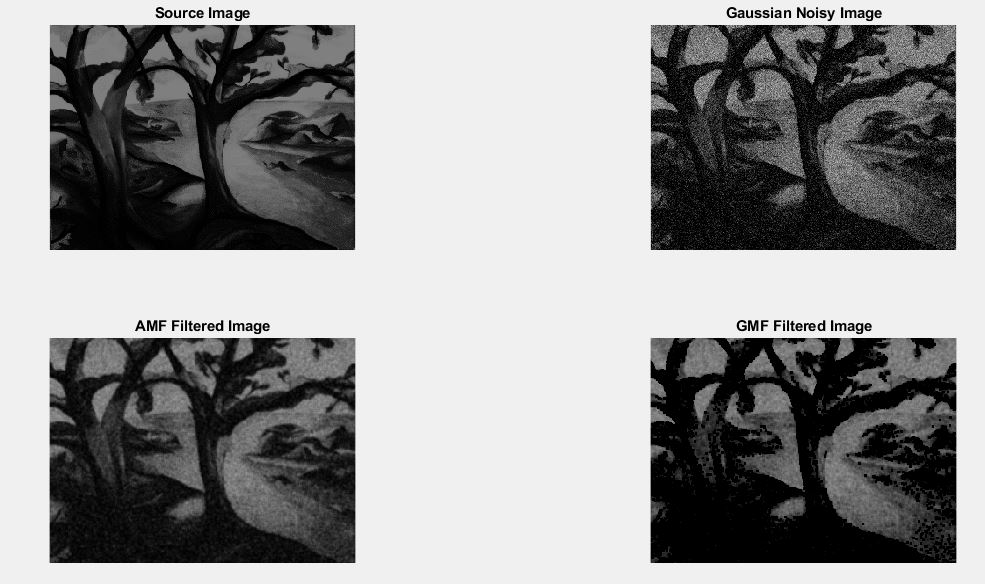 Source Image
Gaussian Noisy Image
AMF Filtered Image
GMF Filtered Image